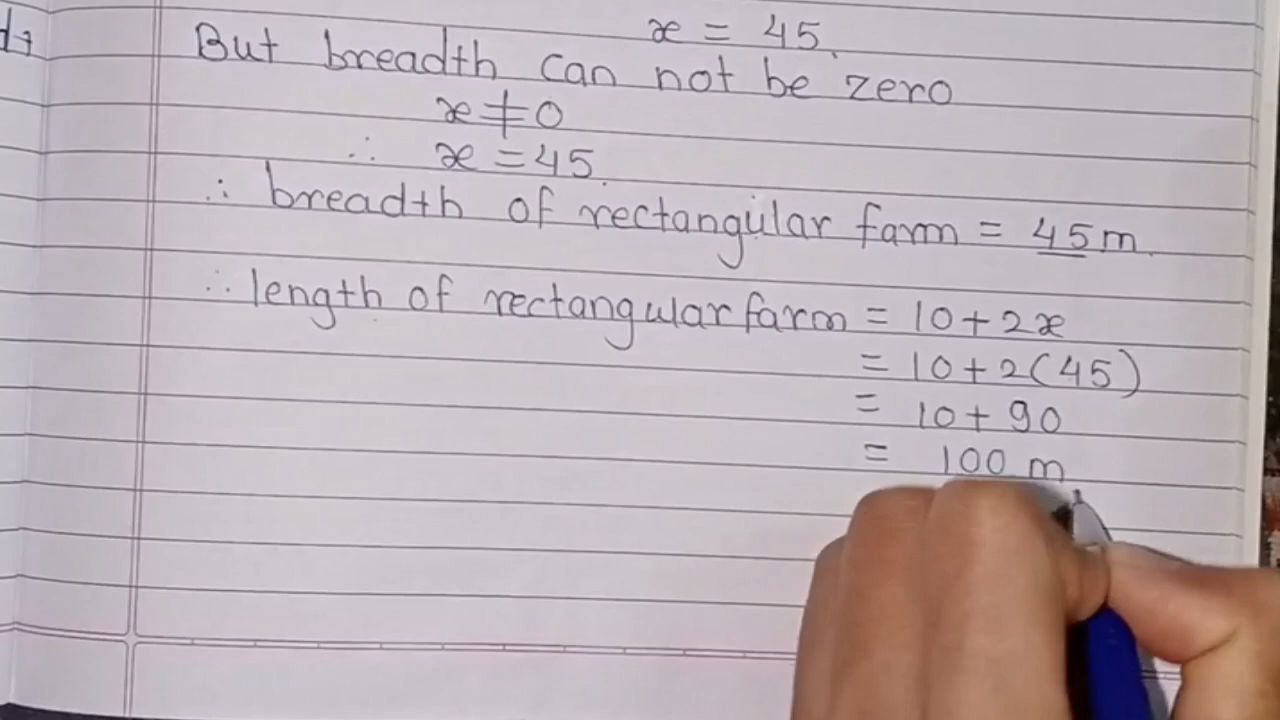 x = 45.
But breadth can not be zero
x ≠ 0
∴ x = 45.
∴ breadth of rectangular farm = 45 m.
∴ length of rectangular farm = 10 + 2x
= 10 + 2(45)
= 10 + 90
= 100 m